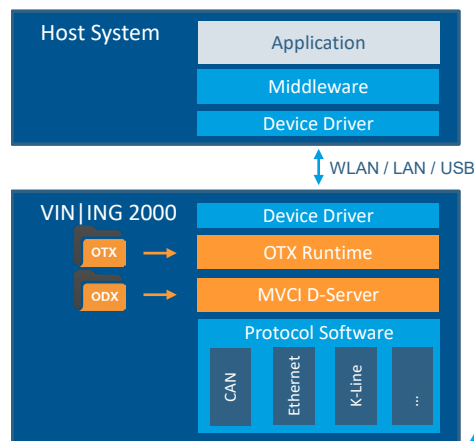 Host System
Application
Middleware
Device Driver
WLAN / LAN / USB
VIN|ING 2000
Device Driver
OTX
OTX Runtime
ODX
MVCI D-Server
Protocol Software
CAN
Ethernet
K-Line
...